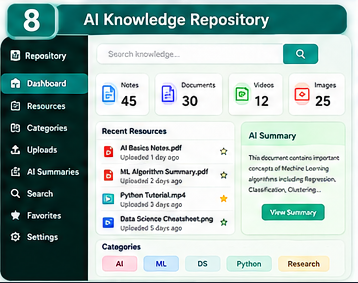 8
AI Knowledge Repository
Repository
Dashboard
Resources
Categories
Uploads
AI Summaries
Search
Favorites
Settings
Search knowledge...
Notes
45
Documents
30
Videos
12
Images
25
Recent Resources
AI Basics Notes.pdf
Uploaded 1 day ago
ML Algorithm Summary.pdf
Uploaded 2 days ago
Python Tutorial.mp4
Uploaded 3 days ago
Data Science Cheatsheet.png
Uploaded 5 days ago
AI Summary
This document contains important
concepts of Machine Learning
algorithms including Regression,
Classification, Clustering...
View Summary
Categories
AI
ML
DS
Python
Research